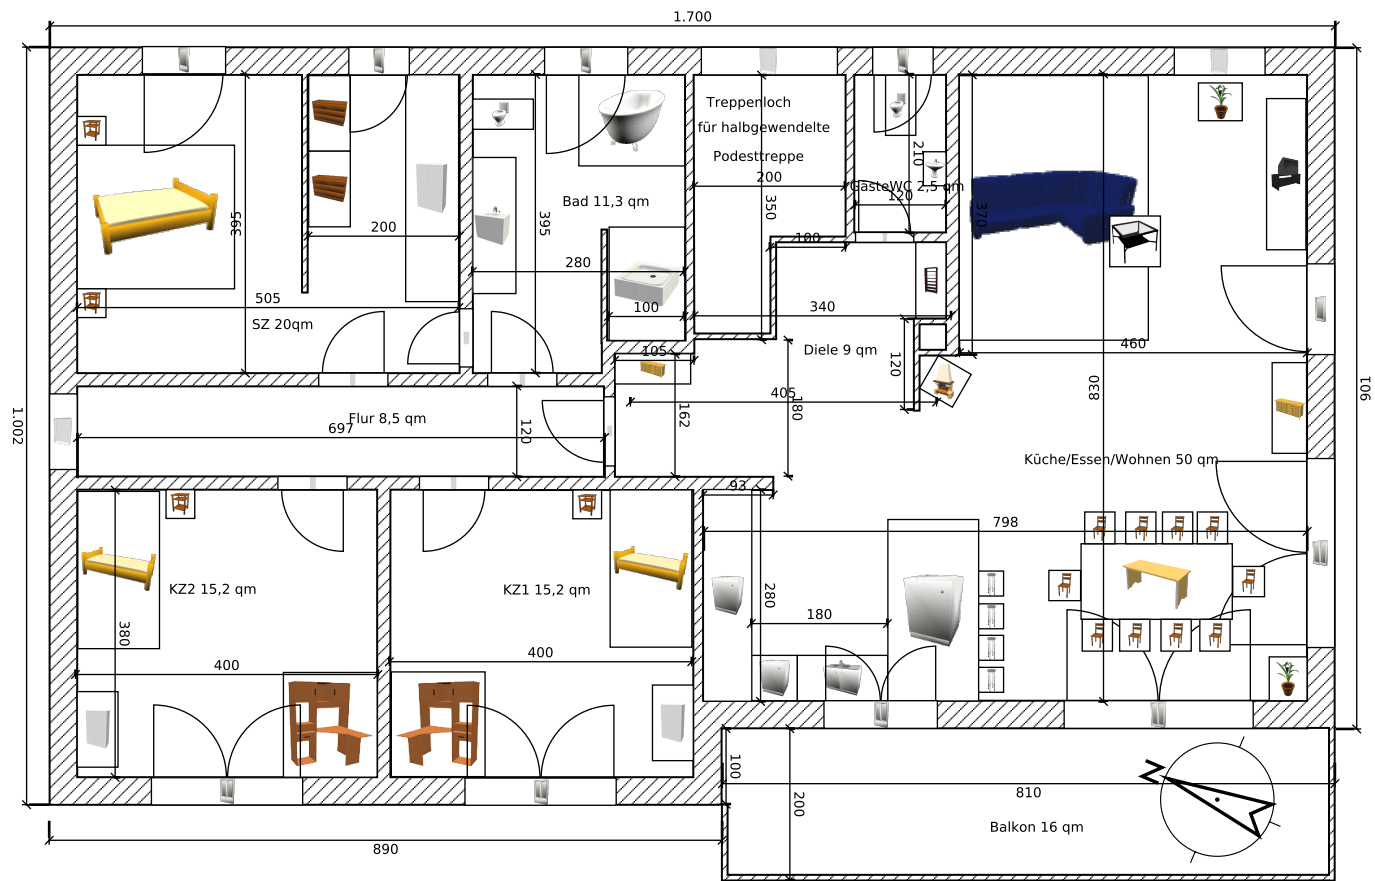 1.700
Treppenloch
für halbgewendelte
Podesttreppe
200
350
210
GästeWC 2,5 qm
120
370
395
200
Bad 11,3 qm
395
280
100
505
SZ 20qm
100
340
Diele 9 qm
460
105
120
405
838
901
1.002
Flur 8,5 qm
697
120
162
180
Küche/Essen/Wohnen 50 qm
93
798
KZ2 15,2 qm
KZ1 15,2 qm
280
180
380
400
400
100
200
810
N
Balkon 16 qm
890